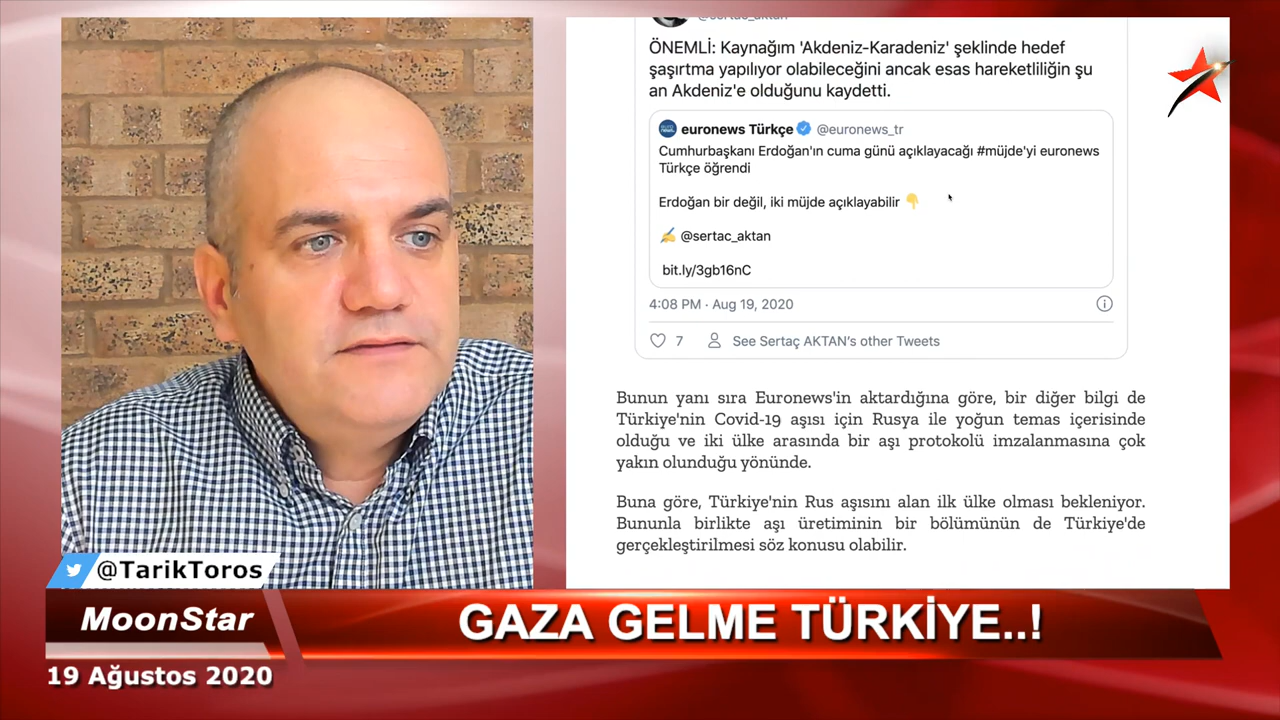 @sertac_aktan
ÖNEMLİ: Kaynağım 'Akdeniz-Karadeniz' şeklinde hedef
şaşırtma yapılıyor olabileceğini ancak esas hareketliliğin şu
an Akdeniz'e olduğunu kaydetti.
euronews Türkçe @euronews_tr
Cumhurbaşkanı Erdoğan'ın cuma günü açıklayacağı #müjde'yi euronews
Türkçe öğrendi
Erdoğan bir değil, iki müjde açıklayabilir 👇
✍ @sertac_aktan
bit.ly/3gb16nC
4:08 PM · Aug 19, 2020
7 See Sertaç AKTAN's other Tweets
Bunun yanı sıra Euronews'in aktardığına göre, bir diğer bilgi de
Türkiye'nin Covid-19 aşısı için Rusya ile yoğun temas içerisinde
olduğu ve iki ülke arasında bir aşı protokolü imzalanmasına çok
yakın olunduğu yönünde.
Buna göre, Türkiye'nin Rus aşısını alan ilk ülke olması bekleniyor.
Bununla birlikte aşı üretiminin bir bölümünün de Türkiye'de
gerçekleştirilmesi söz konusu olabilir.
@TarikToros
MoonStar
GAZA GELME TÜRKİYE..!
19 Ağustos 2020